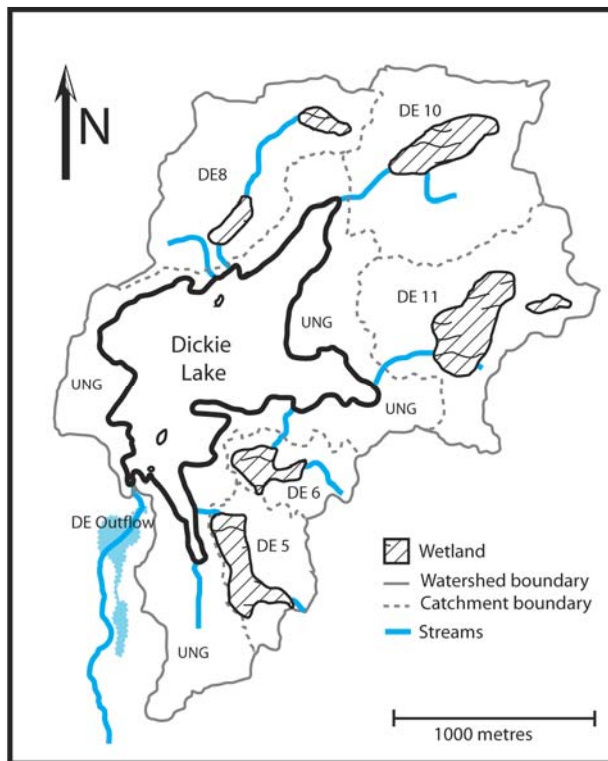 N
DE 10
DE8
DE 11
UNG
Dickie
Lake
UNG
UNG
DE 6
DE Outflow
DE 5
UNG
Wetland
Watershed boundary
Catchment boundary
Streams
1000 metres